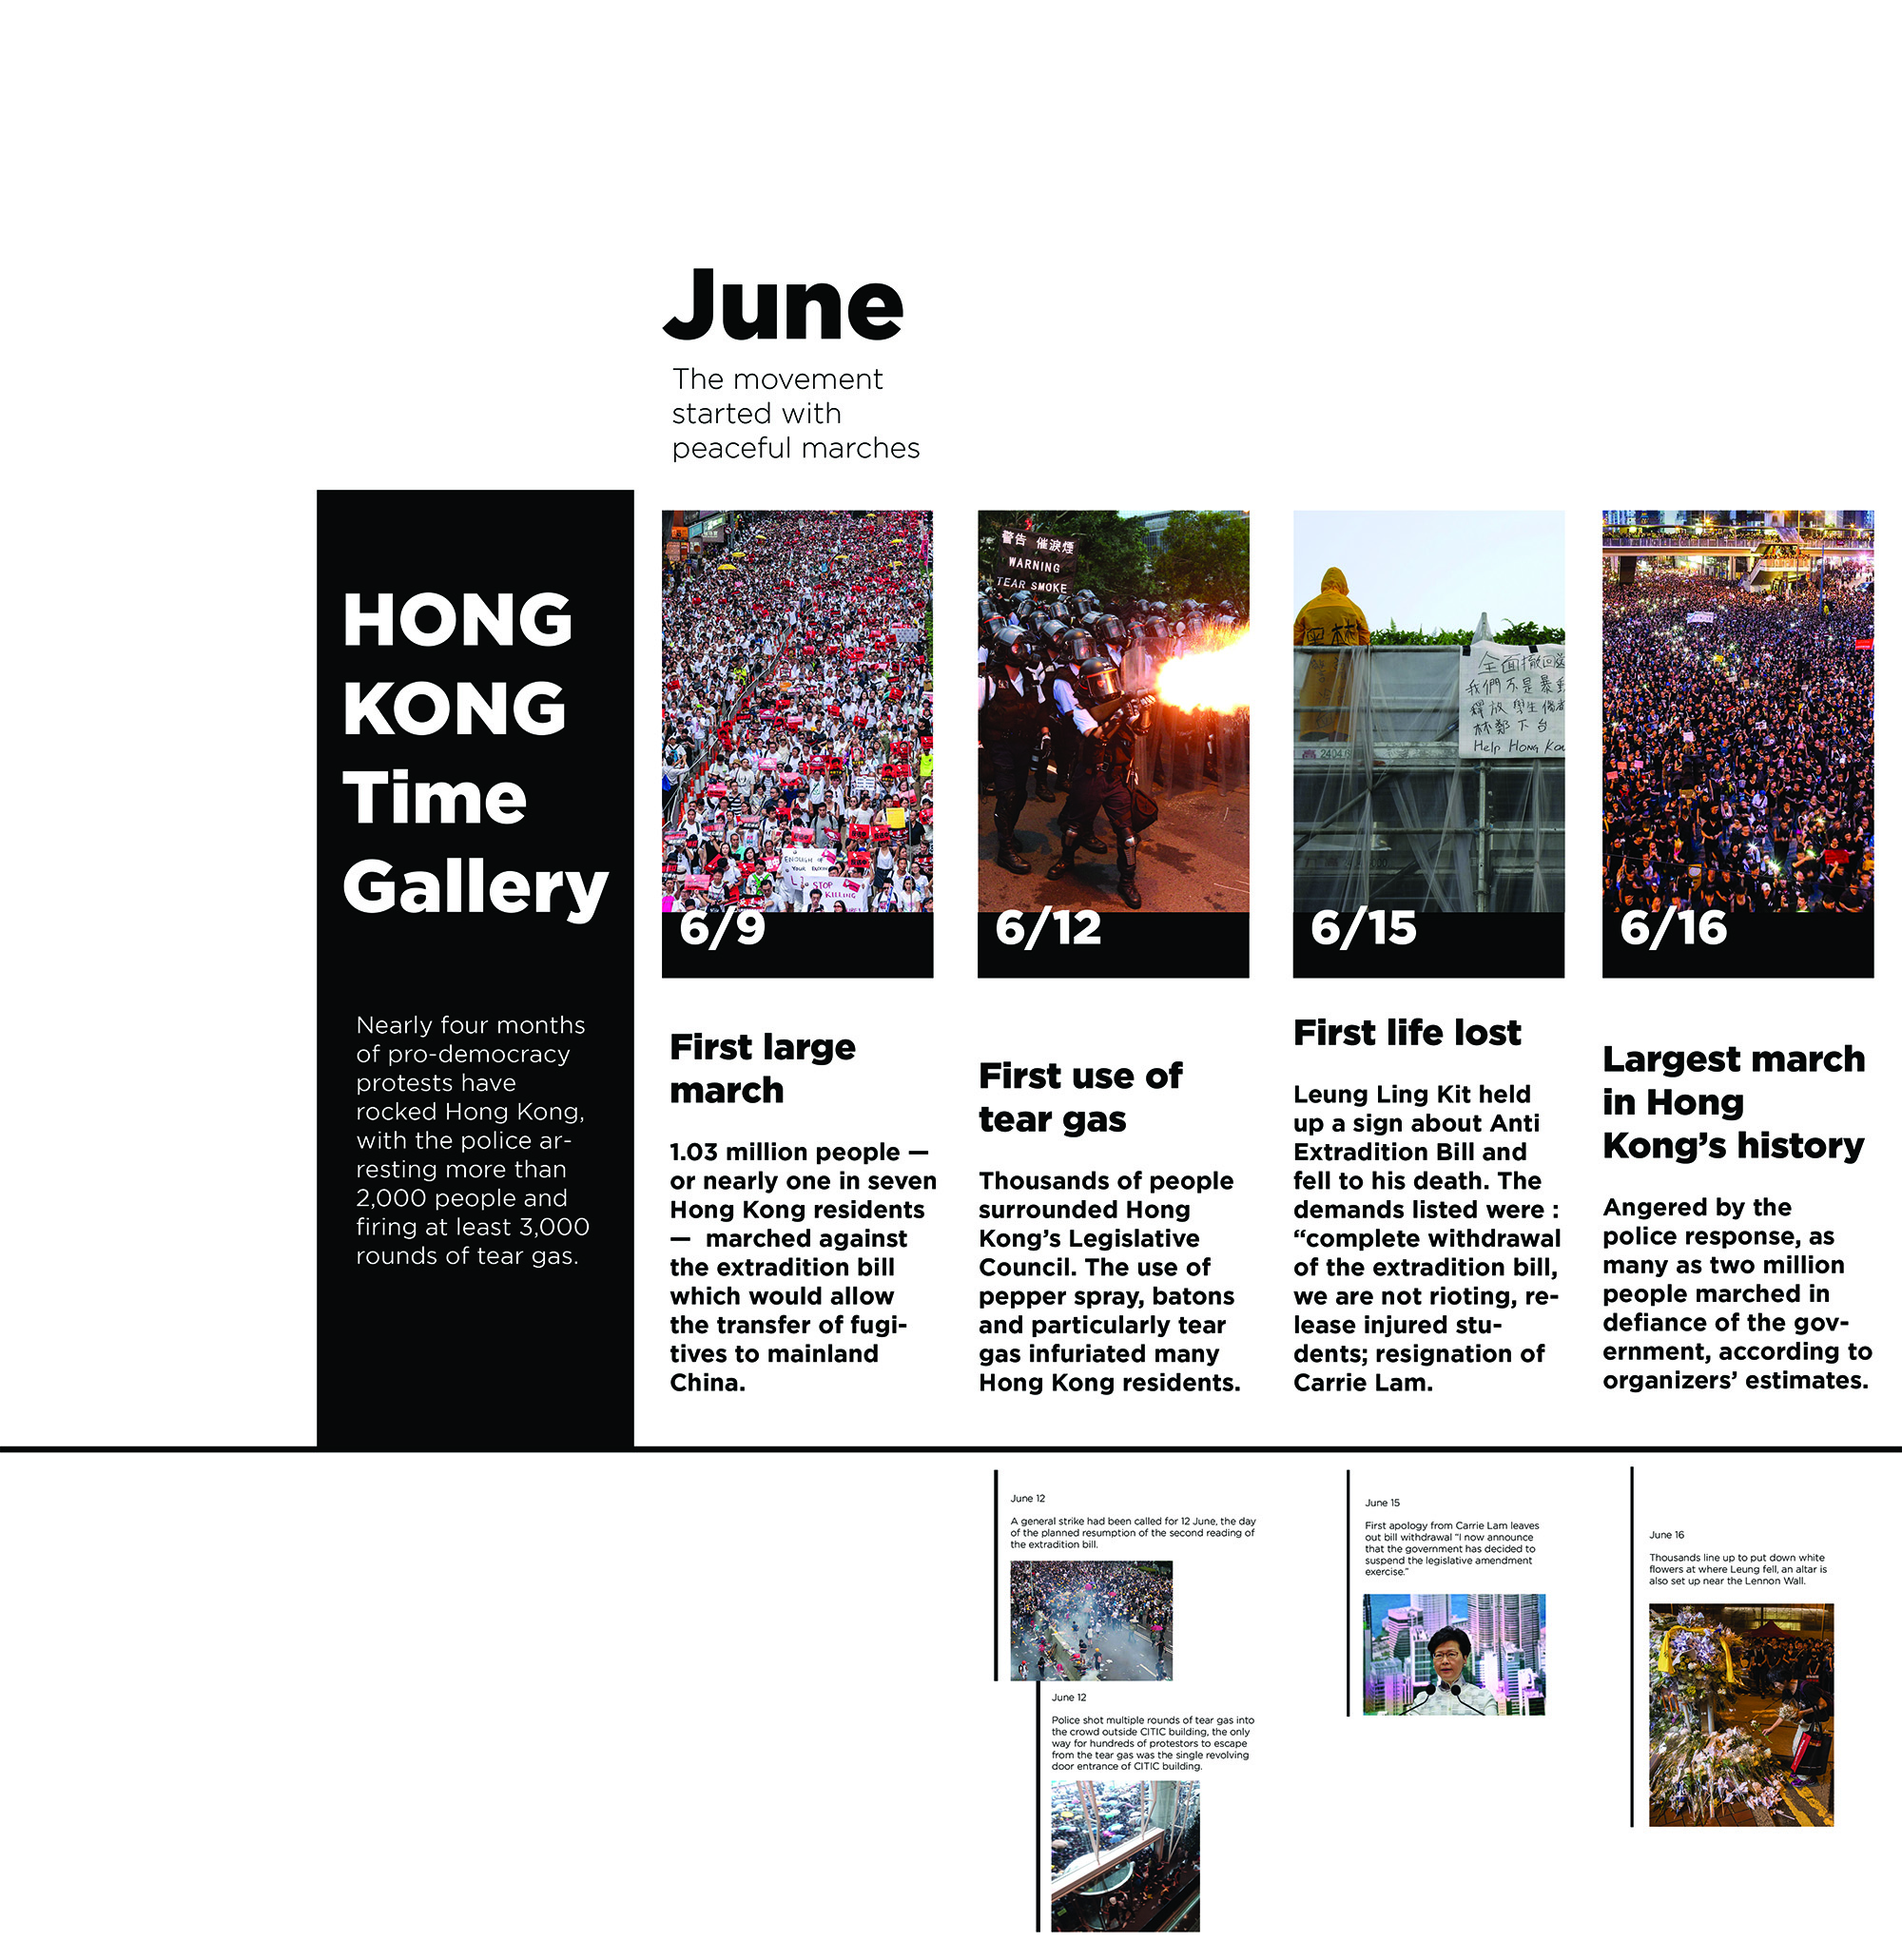 June
The movement
started with
peaceful marches
HONG
KONG
Time
Gallery
Nearly four months
of pro-democracy
protests have
rocked Hong Kong,
with the police ar-
resting more than
2,000 people and
firing at least 3,000
rounds of tear gas.
ENOUGH OF
STOP
KILLING
6/9
First large
march
1.03 million people —
or nearly one in seven
Hong Kong residents
— marched against
the extradition bill
which would allow
the transfer of fugi-
tives to mainland
China.
警告 催淚煙
WARNING
TEAR SMOKE
6/12
First use of
tear gas
Thousands of people
surrounded Hong
Kong’s Legislative
Council. The use of
pepper spray, batons
and particularly tear
gas infuriated many
Hong Kong residents.
全面撤回
我們不是暴
釋放學生傷
林鄭下台
Help Hong
6/15
First life lost
Leung Ling Kit held
up a sign about Anti
Extradition Bill and
fell to his death. The
demands listed were :
“complete withdrawal
of the extradition bill,
we are not rioting, re-
lease injured stu-
dents; resignation of
Carrie Lam.
6/16
Largest march
in Hong
Kong’s history
Angered by the
police response, as
many as two million
people marched in
defiance of the gov-
ernment, according to
organizers’ estimates.
June 12
A general strike had been called for 12 June, the day
of the planned resumption of the second reading of
the extradition bill.
June 12
Police shot multiple rounds of tear gas into
the crowd outside CITIC building, the only
way for hundreds of protestors to escape
from the tear gas was the single revolving
door entrance of CITIC building.
June 15
First apology from Carrie Lam leaves
out bill withdrawal “I now announce
that the government has decided to
suspend the legislative amendment
exercise.”
June 16
Thousands line up to put down white
flowers at where Leung fell, an altar is
also set up near the Lennon Wall.